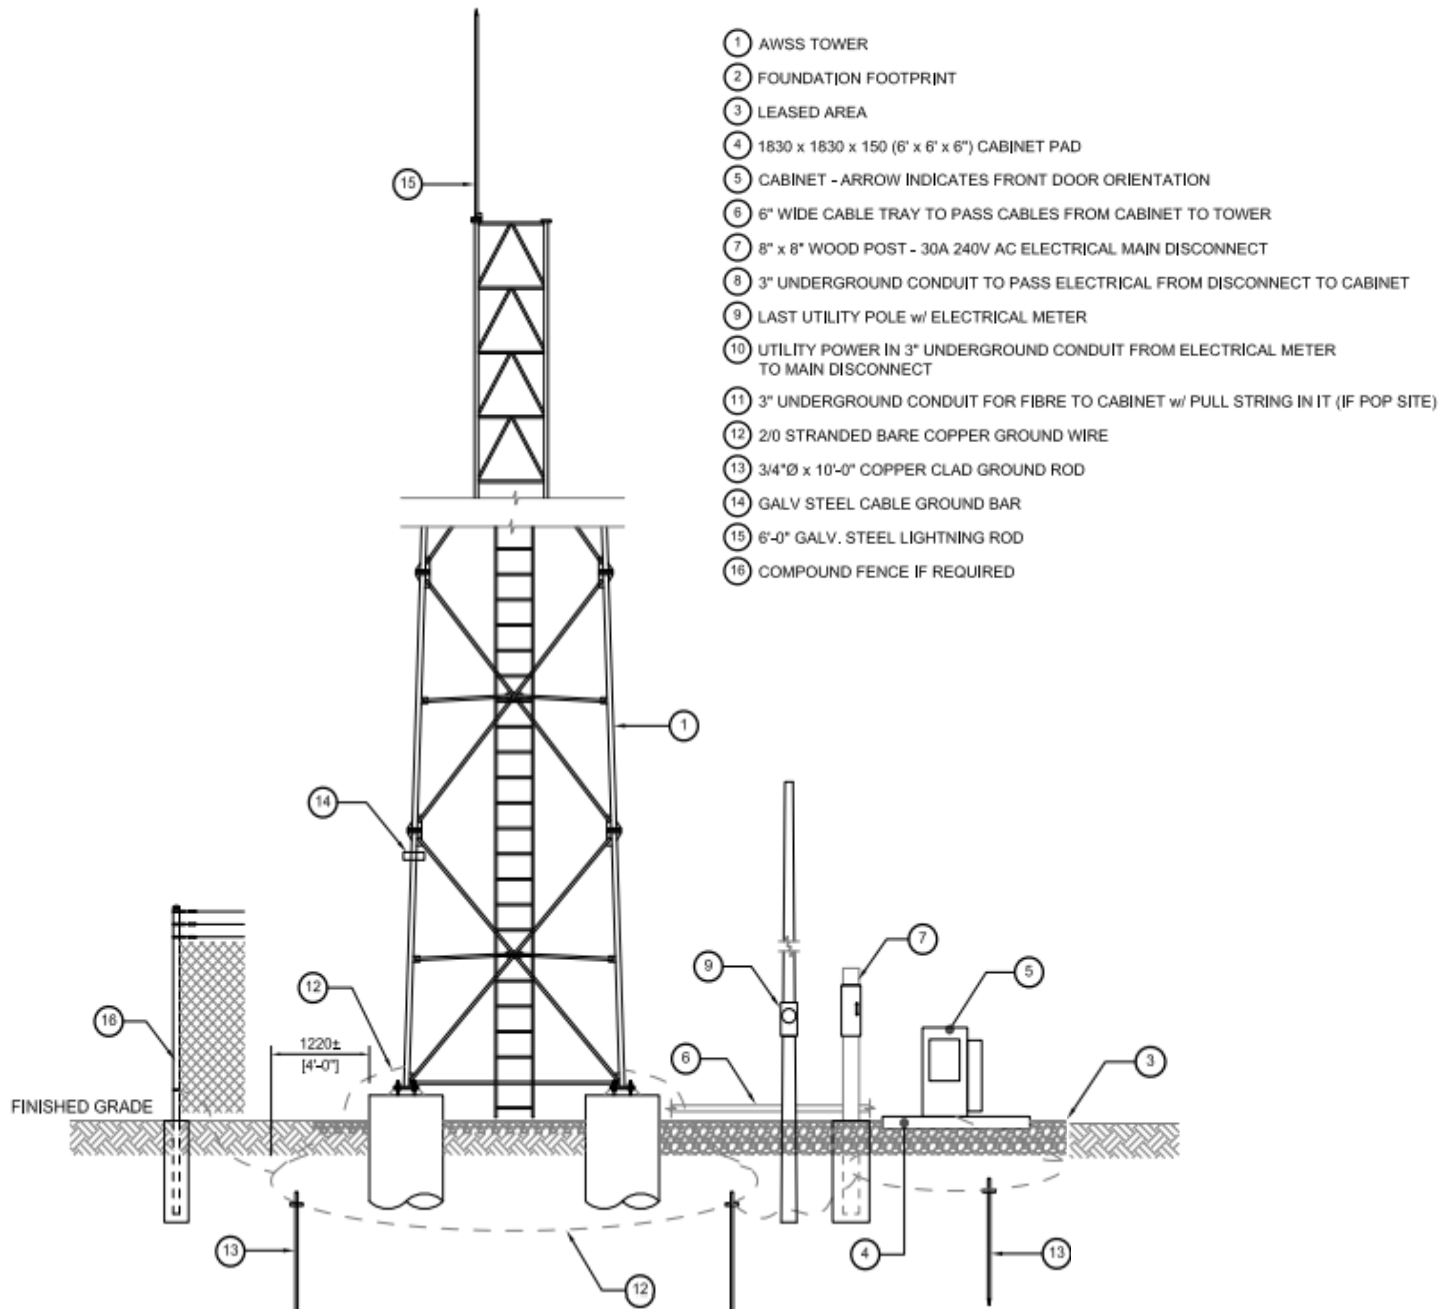 1 AWSS TOWER
2 FOUNDATION FOOTPRINT
3 LEASED AREA
4 1830 x 1830 x 150 (6' x 6' x 6") CABINET PAD
5 CABINET - ARROW INDICATES FRONT DOOR ORIENTATION
6 6" WIDE CABLE TRAY TO PASS CABLES FROM CABINET TO TOWER
7 8" x 8" WOOD POST - 30A 240V AC ELECTRICAL MAIN DISCONNECT
8 3" UNDERGROUND CONDUIT TO PASS ELECTRICAL FROM DISCONNECT TO CABINET
9 LAST UTILITY POLE w/ ELECTRICAL METER
10 UTILITY POWER IN 3" UNDERGROUND CONDUIT FROM ELECTRICAL METER
TO MAIN DISCONNECT
11 3" UNDERGROUND CONDUIT FOR FIBRE TO CABINET w/ PULL STRING IN IT (IF POP SITE)
12 2/0 STRANDED BARE COPPER GROUND WIRE
13 3/4"Ø x 10'-0" COPPER CLAD GROUND ROD
14 GALV STEEL CABLE GROUND BAR
15 6'-0" GALV. STEEL LIGHTNING ROD
16 COMPOUND FENCE IF REQUIRED
15
1
14
7
9
5
12
16
1220±
[4'-0"]
6
3
FINISHED GRADE
13
4
13
12